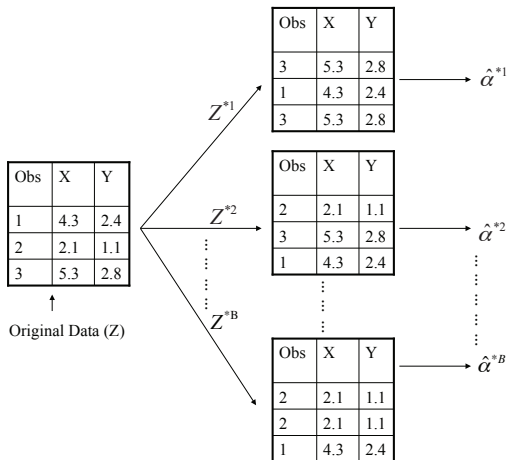 Obs X Y
3 5.3 2.8
1 4.3 2.4
3 5.3 2.8
Z*1
α̂*1
Obs X Y
1 4.3 2.4
2 2.1 1.1
3 5.3 2.8
Original Data (Z)
Z*2
Obs X Y
2 2.1 1.1
3 5.3 2.8
1 4.3 2.4
α̂*2
Z*B
Obs X Y
2 2.1 1.1
2 2.1 1.1
1 4.3 2.4
α̂*B